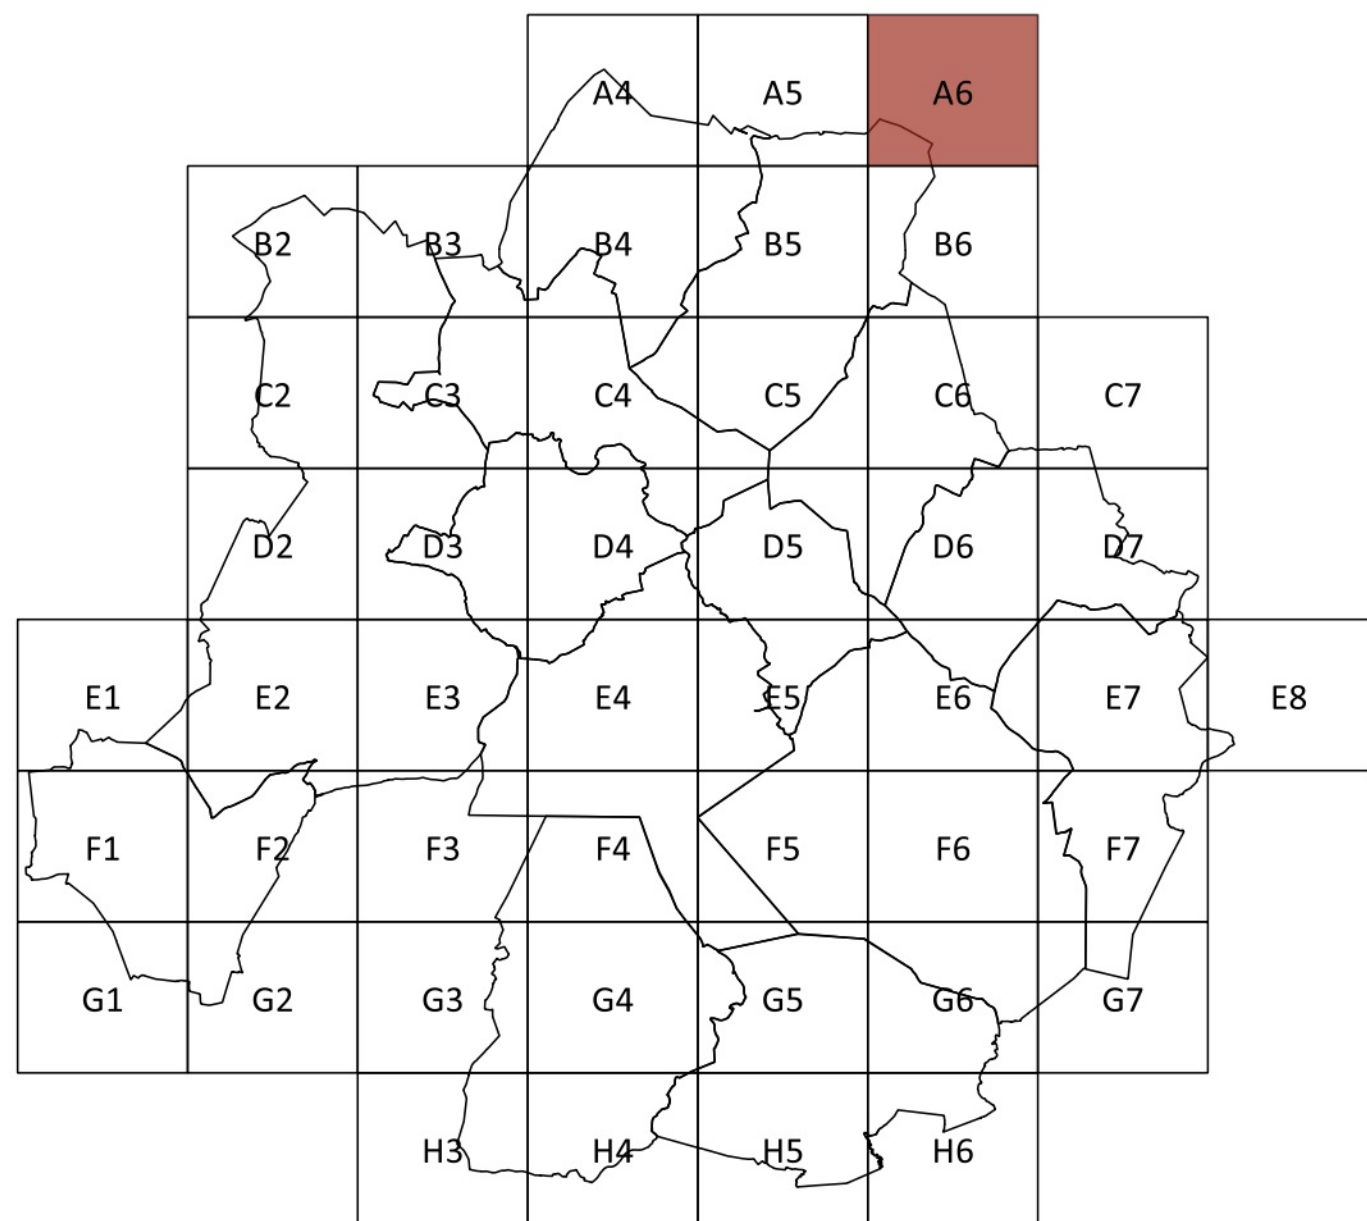 A4 A5 A6
B2 B3 B4 B5 B6
C2 C3 C4 C5 C6 C7
D2 D3 D4 D5 D6 D7
E1 E2 E3 E4 E5 E6 E7 E8
F1 F2 F3 F4 F5 F6 F7
G1 G2 G3 G4 G5 G6 G7
H3 H4 H5 H6